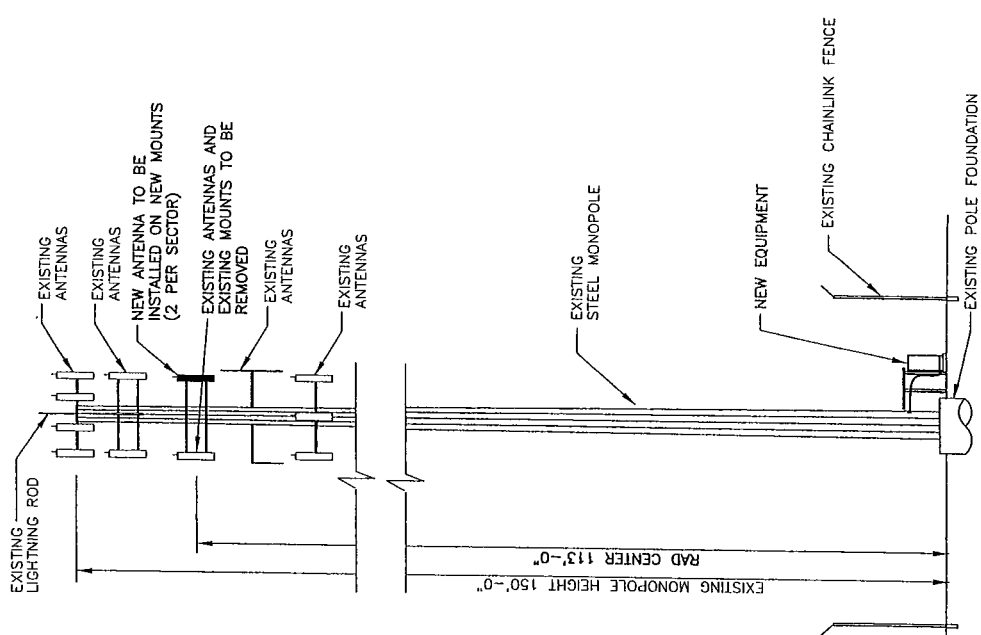 EXISTING
LIGHTNING ROD
EXISTING
ANTENNAS
EXISTING
ANTENNAS
NEW ANTENNA TO BE
INSTALLED ON NEW MOUNTS
(2 PER SECTOR)
EXISTING ANTENNAS AND
EXISTING MOUNTS TO BE
REMOVED
EXISTING
ANTENNAS
EXISTING
ANTENNAS
EXISTING
STEEL MONOPOLE
NEW EQUIPMENT
EXISTING CHAINLINK FENCE
EXISTING POLE FOUNDATION
RAD CENTER 113'-0"
EXISTING MONOPOLE HEIGHT 150'-0"